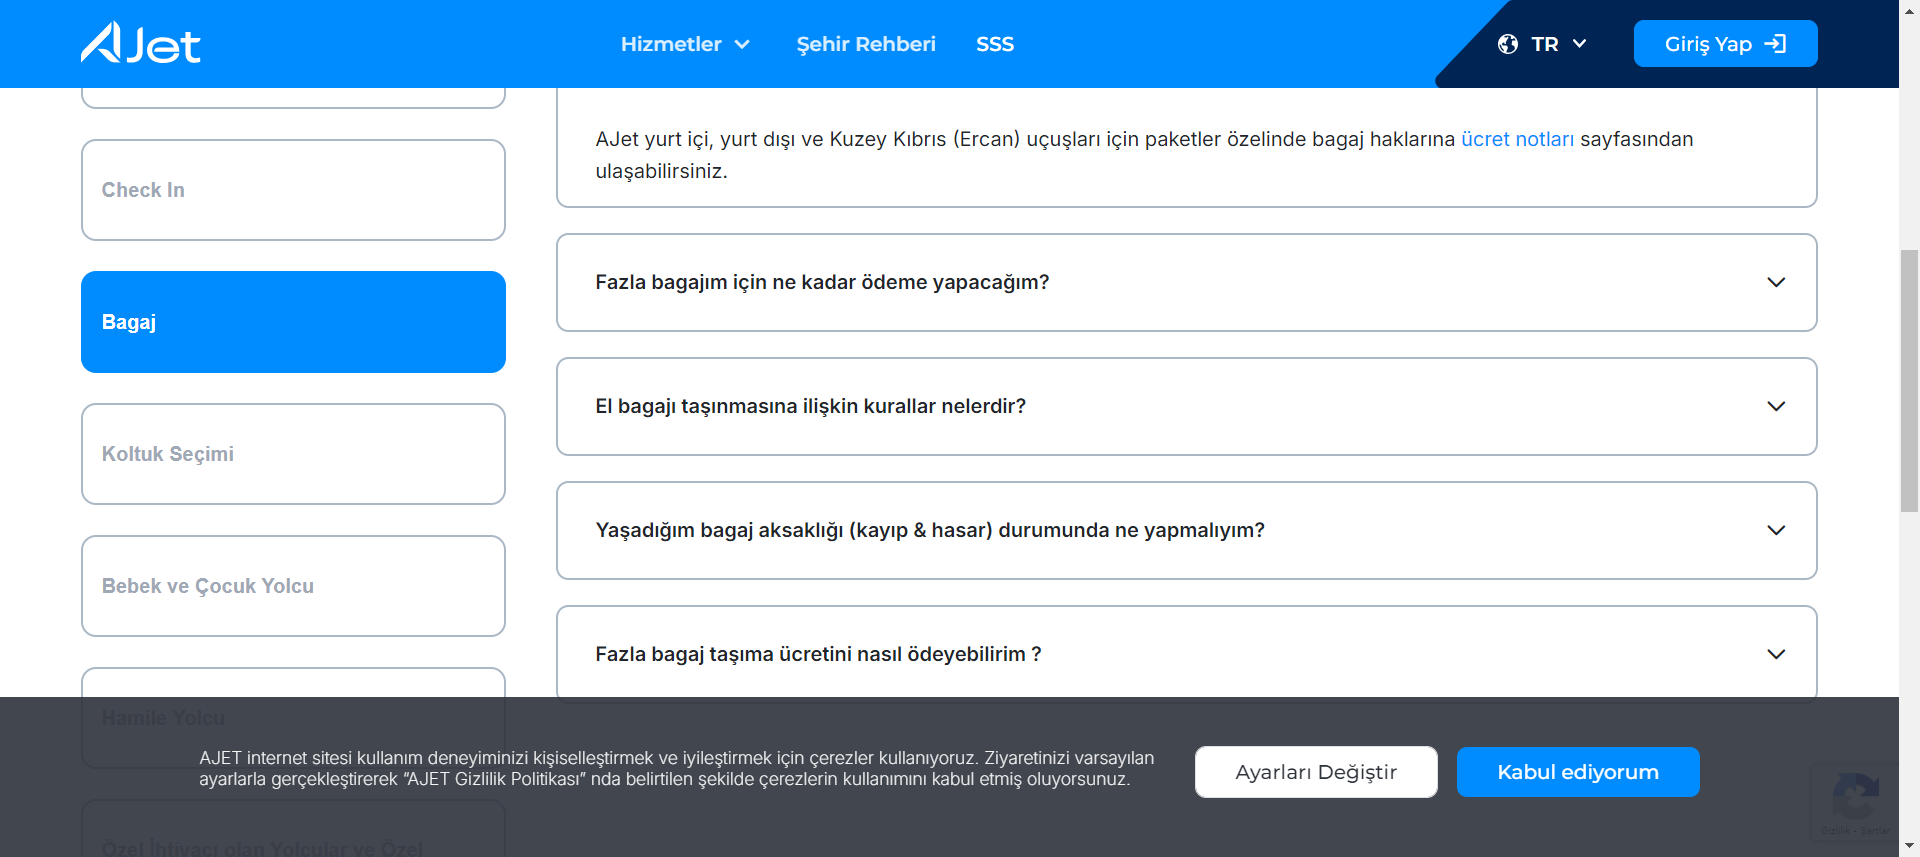 AJet
Hizmetler
Şehir Rehberi
SSS
TR
Giriş Yap
Check In
Bagaj
Koltuk Seçimi
Bebek ve Çocuk Yolcu
Hamile Yolcu
Özel İhtiyacı olan Yolcular ve Özel
AJet yurt içi, yurt dışı ve Kuzey Kıbrıs (Ercan) uçuşları için paketler özelinde bagaj haklarına ücret notları sayfasından
ulaşabilirsiniz.
Fazla bagajım için ne kadar ödeme yapacağım?
El bagajı taşınmasına ilişkin kurallar nelerdir?
Yaşadığım bagaj aksaklığı (kayıp & hasar) durumunda ne yapmalıyım?
Fazla bagaj taşıma ücretini nasıl ödeyebilirim ?
AJET internet sitesi kullanım deneyiminizi kişiselleştirmek ve iyileştirmek için çerezler kullanıyoruz. Ziyaretinizi varsayılan
ayarlarla gerçekleştirerek “AJET Gizlilik Politikası” nda belirtilen şekilde çerezlerin kullanımını kabul etmiş oluyorsunuz.
Ayarları Değiştir
Kabul ediyorum
Gizlilik - Şartlar